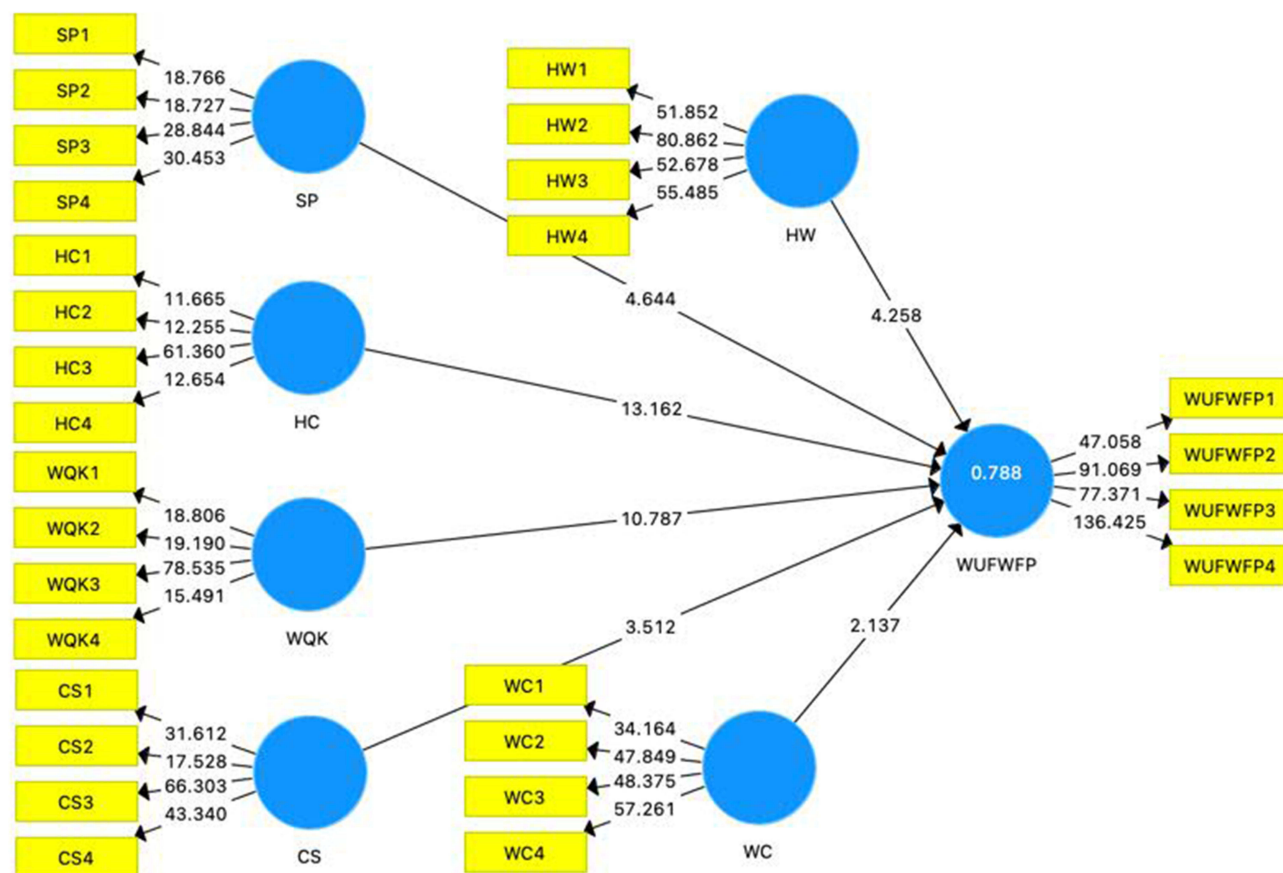 SP1
SP2
SP3
SP4
18.766
18.727
28.844
30.453
SP
HW1
HW2
HW3
HW4
51.852
80.862
52.678
55.485
HW
HC1
HC2
HC3
HC4
11.665
12.255
61.360
12.654
HC
4.644
4.258
13.162
WQK1
WQK2
WQK3
WQK4
18.806
19.190
78.535
15.491
WQK
10.787
0.788
WUFWFP
47.058
91.069
77.371
136.425
WUFWFP1
WUFWFP2
WUFWFP3
WUFWFP4
3.512
2.137
CS1
CS2
CS3
CS4
31.612
17.528
66.303
43.340
CS
WC1
WC2
WC3
WC4
34.164
47.849
48.375
57.261
WC